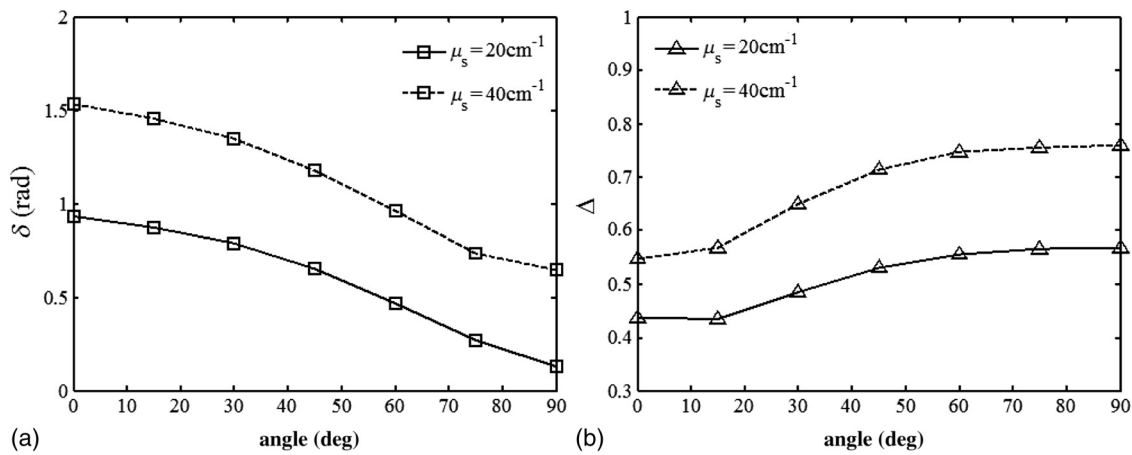 2
1.5
1
0.5
0
δ (rad)
μs = 20cm-1
μs = 40cm-1
0 10 20 30 40 50 60 70 80 90
angle (deg)
(a)
1
0.9
0.8
0.7
0.6
0.5
0.4
0.3
Δ
μs = 20cm-1
μs = 40cm-1
0 10 20 30 40 50 60 70 80 90
angle (deg)
(b)